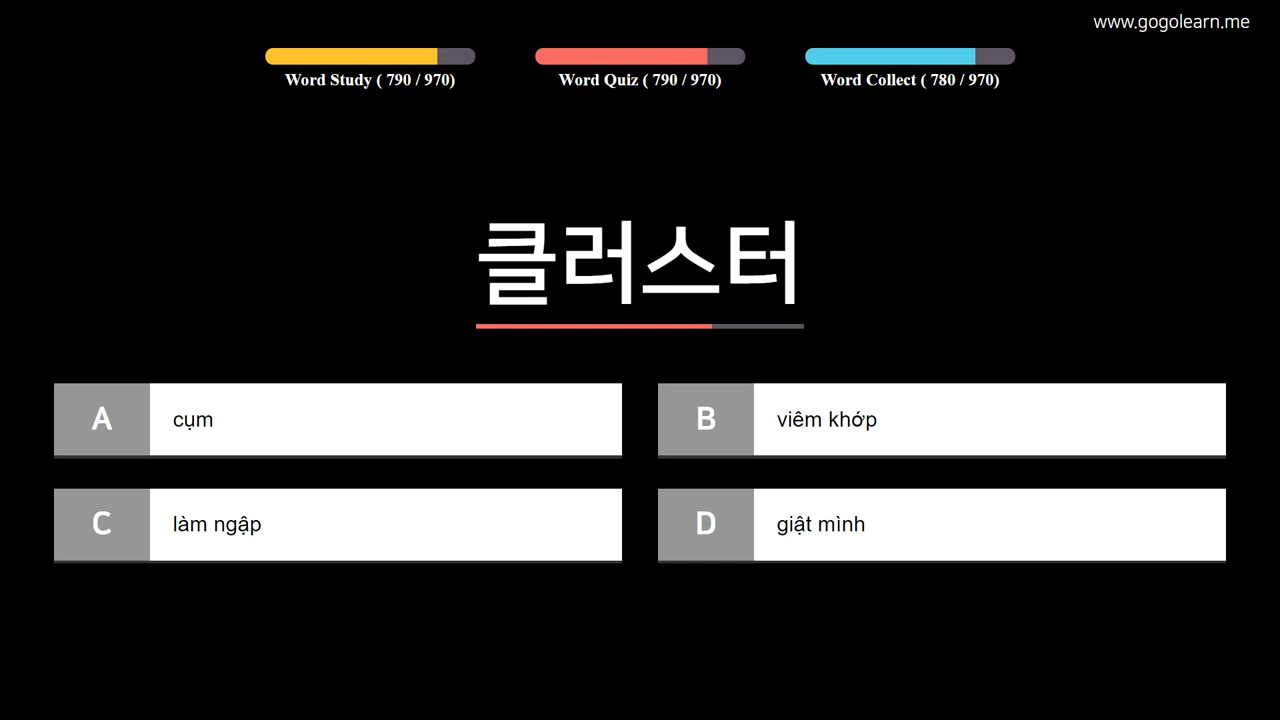 www.gogolearn.me
Word Study ( 790 / 970)
Word Quiz ( 790 / 970)
Word Collect ( 780 / 970)
클러스터
A cụm
B viêm khớp
C làm ngập
D giật mình